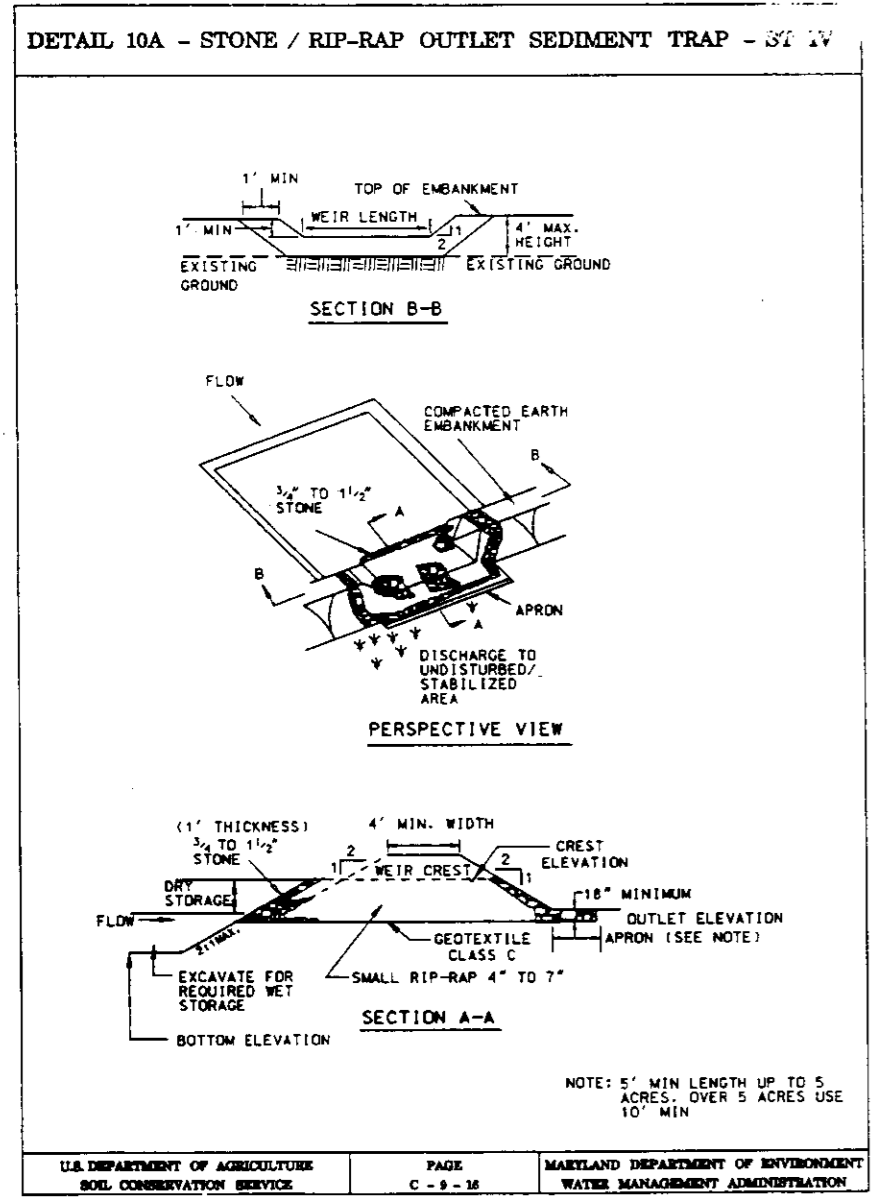 DETAIL 10A - STONE / RIP-RAP OUTLET SEDIMENT TRAP - ST IV
1' MIN
TOP OF EMBANKMENT
WEIR LENGTH
1' MIN
1
2
4' MAX.
HEIGHT
EXISTING
GROUND
EXISTING GROUND
SECTION B-B
FLOW
COMPACTED EARTH
EMBANKMENT
B
3/4" TO 1 1/2"
STONE
A
B
APRON
A
DISCHARGE TO
UNDISTURBED/
STABILIZED
AREA
PERSPECTIVE VIEW
(1' THICKNESS)
3/4 TO 1 1/2"
STONE
4' MIN. WIDTH
2
1
WEIR CREST
2
1
CREST
ELEVATION
DRY
STORAGE
18" MINIMUM
FLOW
OUTLET ELEVATION
2:1 MAX.
GEOTEXTILE
CLASS C
APRON (SEE NOTE)
EXCAVATE FOR
REQUIRED WET
STORAGE
SMALL RIP-RAP 4" TO 7"
SECTION A-A
BOTTOM ELEVATION
NOTE: 5' MIN LENGTH UP TO 5
ACRES. OVER 5 ACRES USE
10' MIN
U.S. DEPARTMENT OF AGRICULTURE
SOIL CONSERVATION SERVICE
PAGE
C - 9 - 16
MARYLAND DEPARTMENT OF ENVIRONMENT
WATER MANAGEMENT ADMINISTRATION